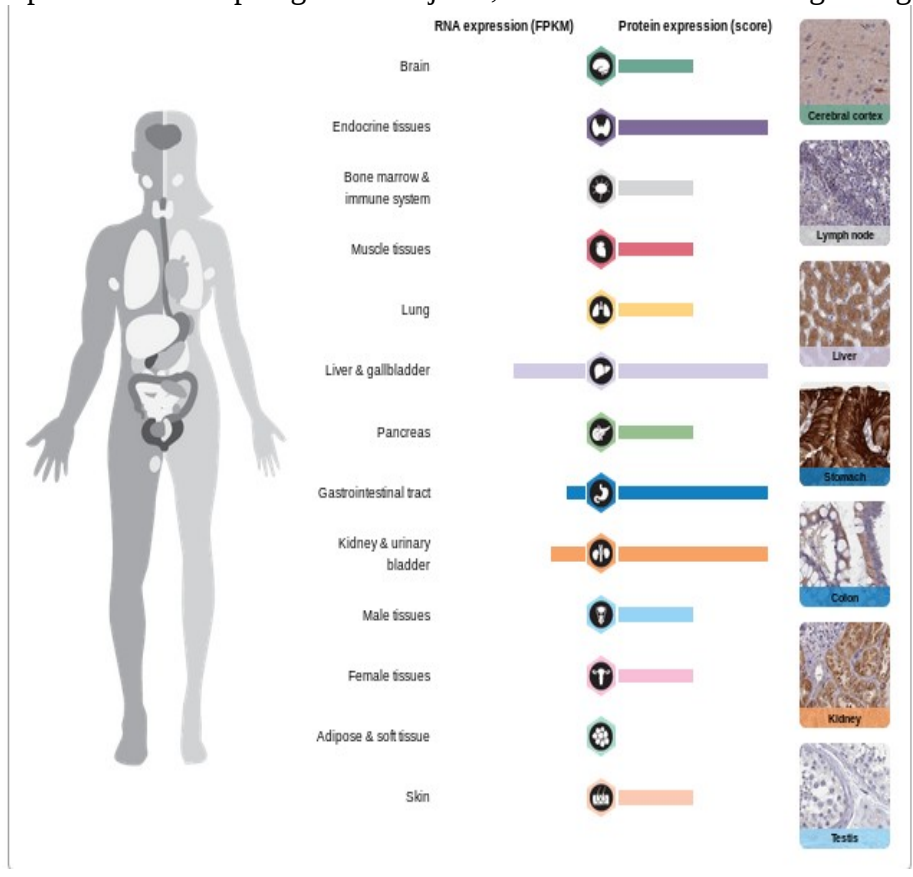 RNA expression (FPKM) Protein expression (score)
Brain
Endocrine tissues
Bone marrow &
immune system
Muscle tissues
Lung
Liver & gallbladder
Pancreas
Gastrointestinal tract
Kidney & urinary
bladder
Male tissues
Female tissues
Adipose & soft tissue
Skin
Cerebral cortex
Lymph node
Liver
Stomach
Colon
Kidney
Testis